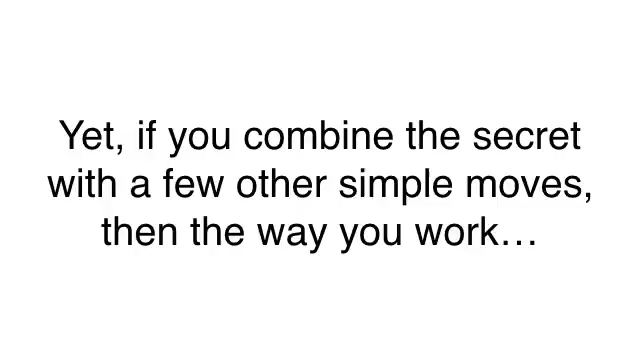 Yet, if you combine the secret
with a few other simple moves,
then the way you work…